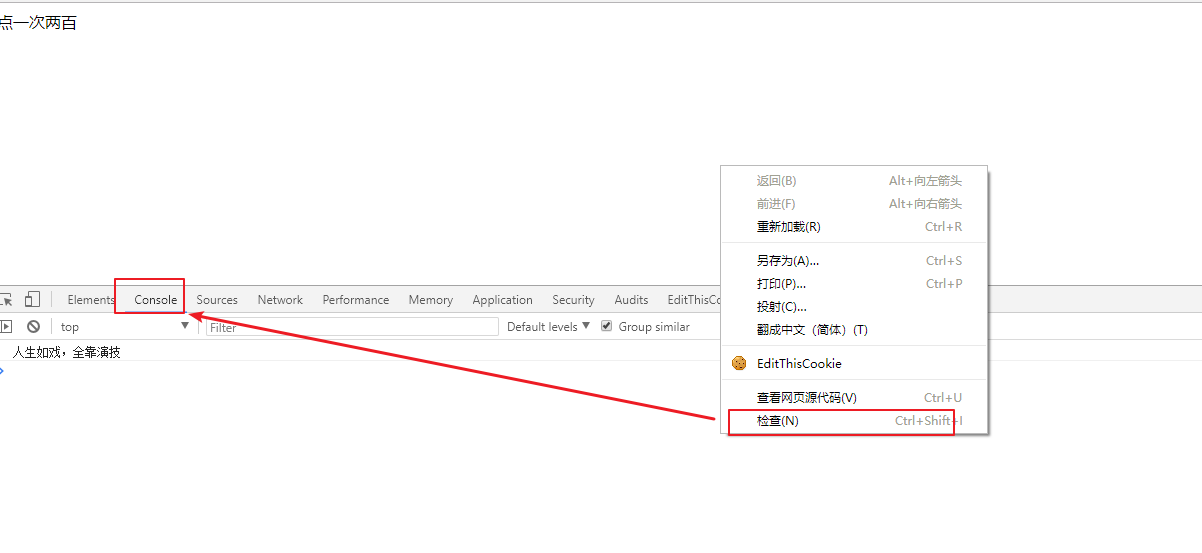 点一次两百
返回(B) Alt+向左箭头
前进(F) Alt+向右箭头
重新加载(R) Ctrl+R
另存为(A)... Ctrl+S
打印(P)... Ctrl+P
投射(C)...
翻成中文（简体）(T)
EditThisCookie
查看网页源代码(V) Ctrl+U
检查(N) Ctrl+Shift+I
Elements Console Sources Network Performance Memory Application Security Audits EditThisCo
top Filter Default levels Group similar
人生如戏，全靠演技